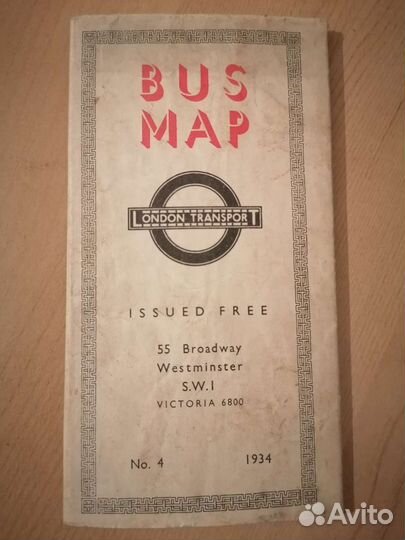 BUS
MAP
LONDON TRANSPORT
ISSUED FREE
55 Broadway
Westminster
S.W.1
VICTORIA 6800
No. 4 1934
Avito